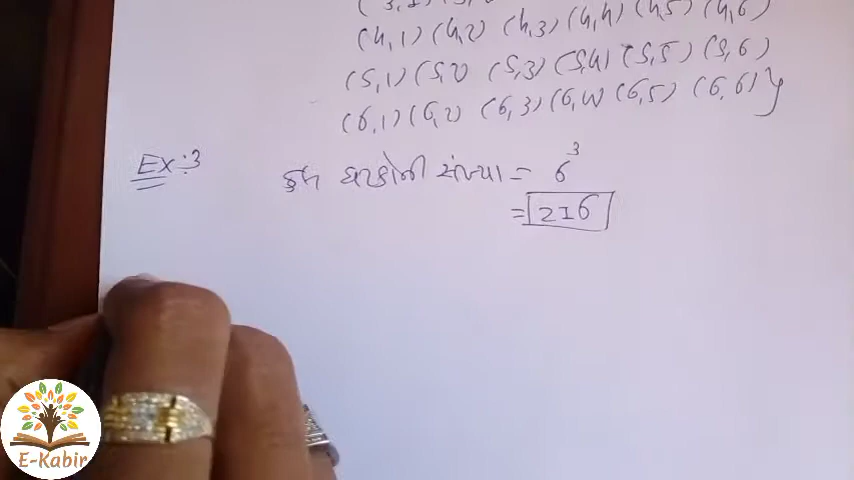 (4,1) (4,2) (4,3) (4,4) (4,5) (4,6)
(5,1) (5,2) (5,3) (5,4) (5,5) (5,6)
(6,1) (6,2) (6,3) (6,4) (6,5) (6,6)}
Ex:3 કુલ ઘટકોની સંખ્યા = 6³
= 216
E-Kabir